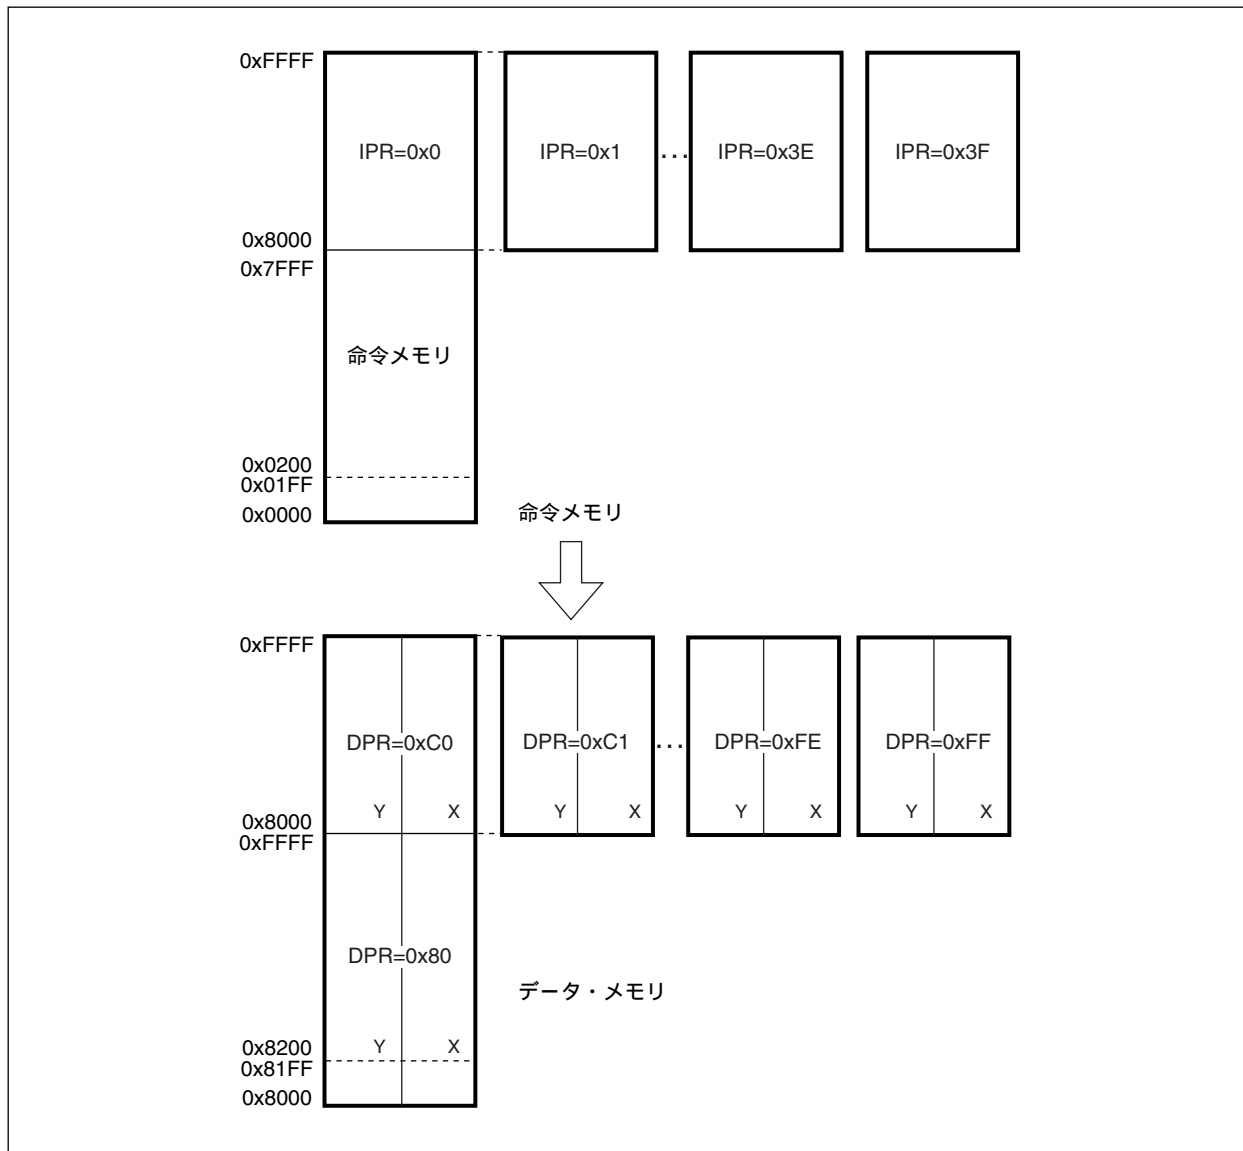 0xFFFF
IPR=0x0
IPR=0x1
...
IPR=0x3E
IPR=0x3F
0x8000
0x7FFF
命令メモリ
0x0200
0x01FF
0x0000
命令メモリ
0xFFFF
DPR=0xC0
DPR=0xC1
...
DPR=0xFE
DPR=0xFF
Y X
Y X
Y X
Y X
0x8000
0xFFFF
DPR=0x80
データ・メモリ
Y X
0x8200
0x81FF
0x8000